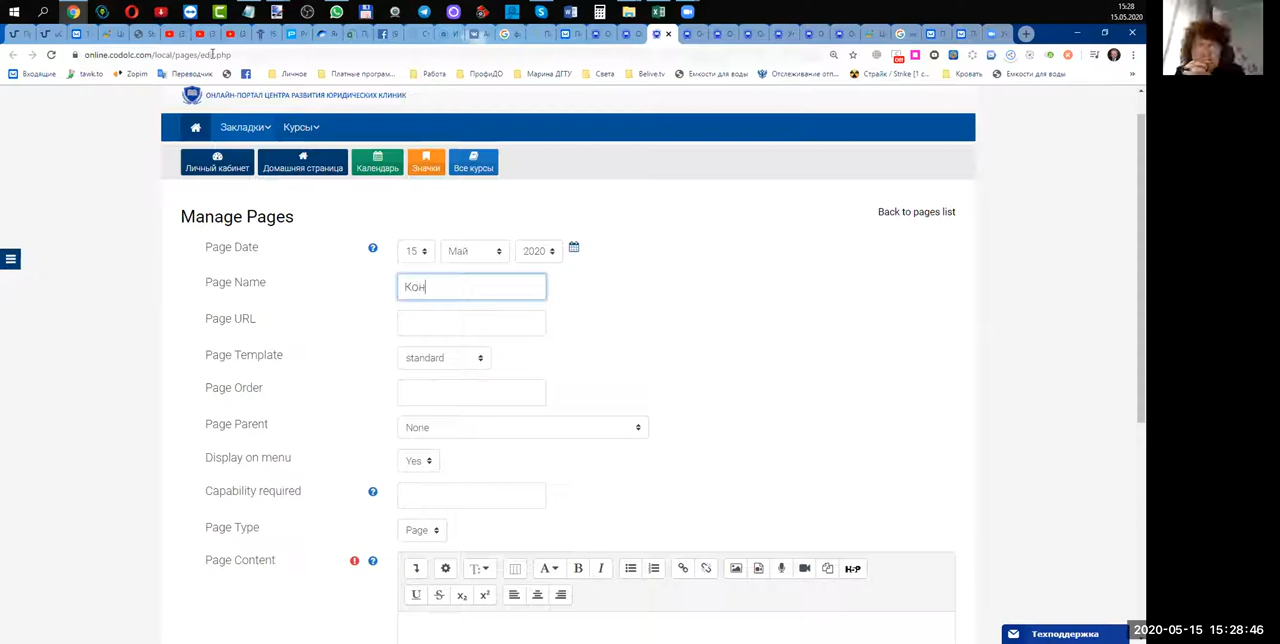 15:28
15.05.2020
online.codolc.com/local/pages/edit.php
Входящие
tawk.to
Zopim
Переводчик
Личное
Платные програм...
Работа
ПрофиДО
Марина ДГТУ
Света
Belive.tv
Емкости для воды
Отслеживание отп...
Страйк / Strike [1 с...
Кровать
Емкости для воды
ОНЛАЙН-ПОРТАЛ ЦЕНТРА РАЗВИТИЯ ЮРИДИЧЕСКИХ КЛИНИК
Закладки
Курсы
Личный кабинет
Домашняя страница
Календарь
Значки
Все курсы
Manage Pages
Back to pages list
Page Date
15
Май
2020
Page Name
Кон
Page URL
Page Template
standard
Page Order
Page Parent
None
Display on menu
Yes
Capability required
Page Type
Page
Page Content
H-P
Техподдержка
2020-05-15 15:28:46